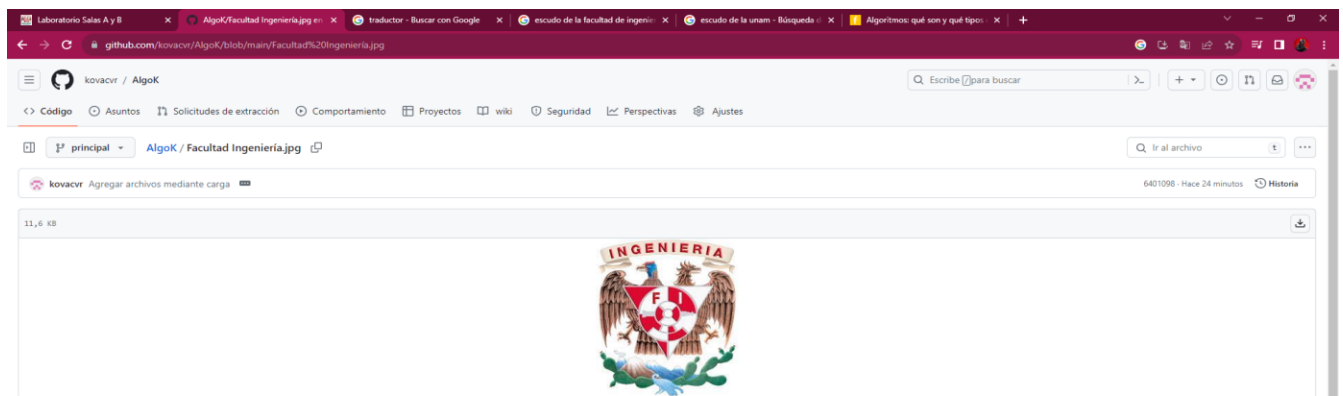 Laboratorio Salas A y B
AlgoK/Facultad Ingeniería.jpg en
traductor - Buscar con Google
escudo de la facultad de ingenier
escudo de la unam - Búsqueda d
Algoritmos: qué son y qué tipos
github.com/kovacvr/AlgoK/blob/main/Facultad%20Ingeniería.jpg
kovacvr / AlgoK
Escribe / para buscar
<> Código
Asuntos
Solicitudes de extracción
Comportamiento
Proyectos
wiki
Seguridad
Perspectivas
Ajustes
principal
AlgoK / Facultad Ingeniería.jpg
Ir al archivo
t
kovacvr Agregar archivos mediante carga
6401098 · Hace 24 minutos
Historia
11,6 KB
INGENIERIA
F I